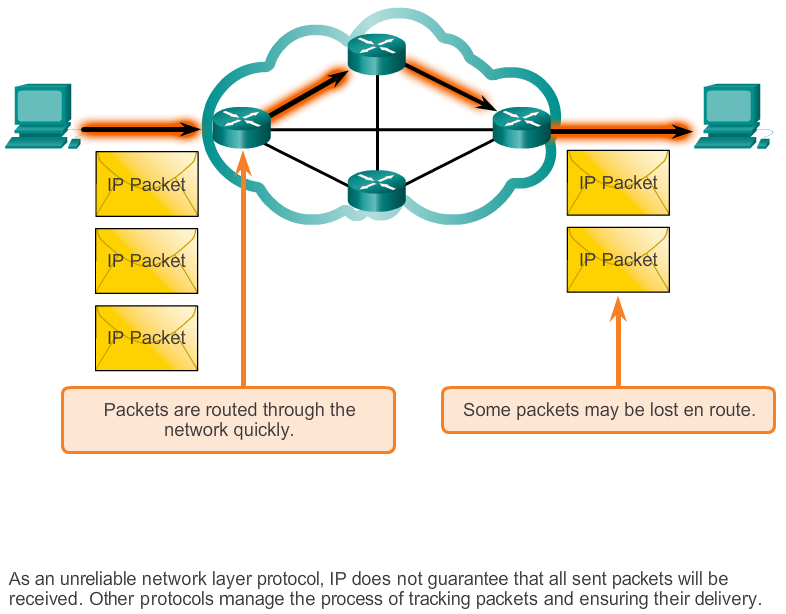 IP Packet
IP Packet
IP Packet
IP Packet
IP Packet
Packets are routed through the
network quickly.
Some packets may be lost en route.
As an unreliable network layer protocol, IP does not guarantee that all sent packets will be
received. Other protocols manage the process of tracking packets and ensuring their delivery.